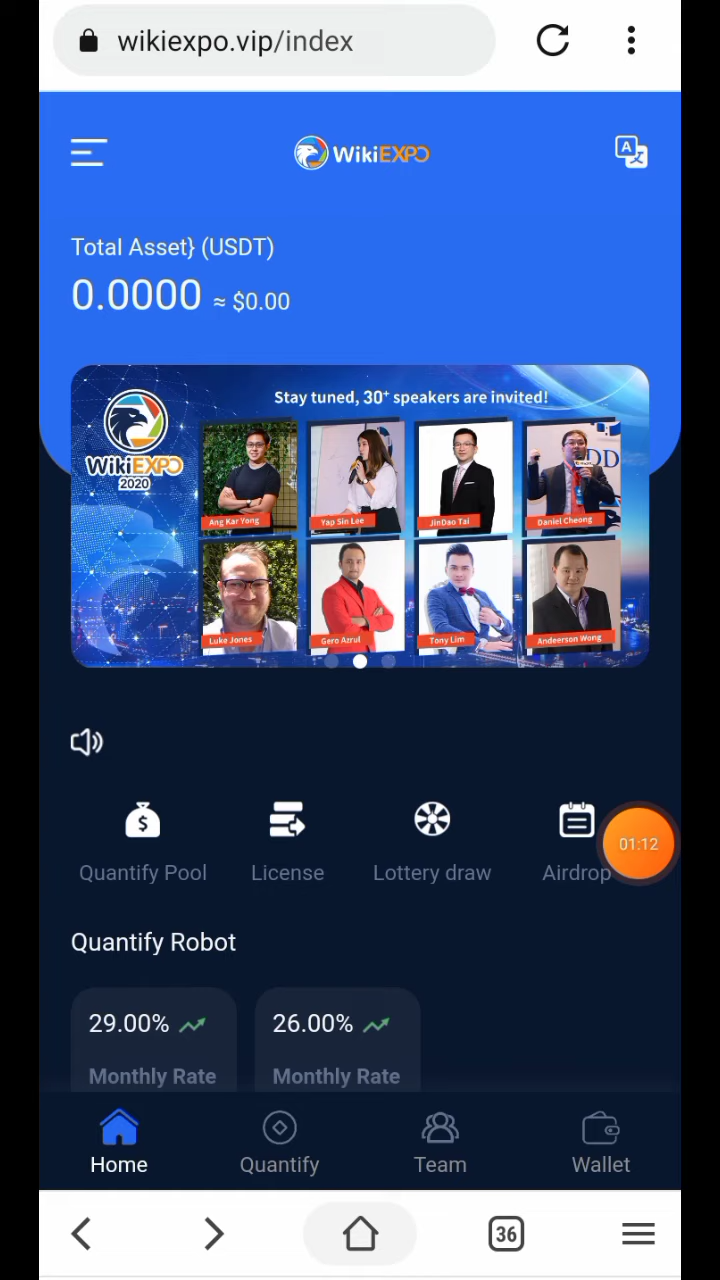 wikiexpo.vip/index
WikiEXPO
A
Total Asset} (USDT)
0.0000 ≈ $0.00
Stay tuned, 30+ speakers are invited!
WikiEXPO
2020
Ang Kar Yong
Yap Sin Lee
JinDao Tai
Daniel Cheong
Luke Jones
Gero Azrul
Tony Lim
Andeerson Wong
Quantify Pool
License
Lottery draw
Airdrop
01:12
Quantify Robot
29.00%
26.00%
Monthly Rate
Monthly Rate
Home
Quantify
Team
Wallet
36